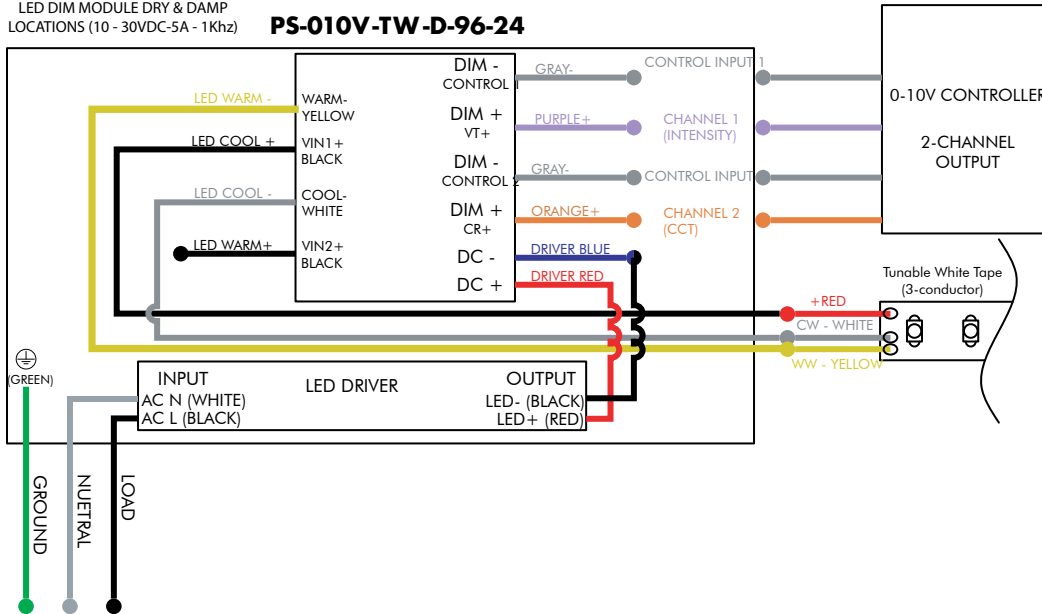 LED DIM MODULE DRY & DAMP
LOCATIONS (10 - 30VDC-5A - 1Khz)
PS-010V-TW-D-96-24
DIM -
CONTROL 1
GRAY-
CONTROL INPUT 1
0-10V CONTROLLER
2-CHANNEL
OUTPUT
LED WARM -
WARM-
YELLOW
DIM +
VT+
PURPLE+
CHANNEL 1
(INTENSITY)
LED COOL +
VIN1+
BLACK
DIM -
CONTROL 2
GRAY-
CONTROL INPUT
LED COOL -
COOL-
WHITE
DIM +
CR+
ORANGE+
CHANNEL 2
(CCT)
LED WARM+
VIN2+
BLACK
DC -
DRIVER BLUE
DC +
DRIVER RED
Tunable White Tape
(3-conductor)
+RED
CW - WHITE
WW - YELLOW
(GREEN)
INPUT
LED DRIVER
OUTPUT
AC N (WHITE)
LED- (BLACK)
AC L (BLACK)
LED+ (RED)
GROUND
NUETRAL
LOAD